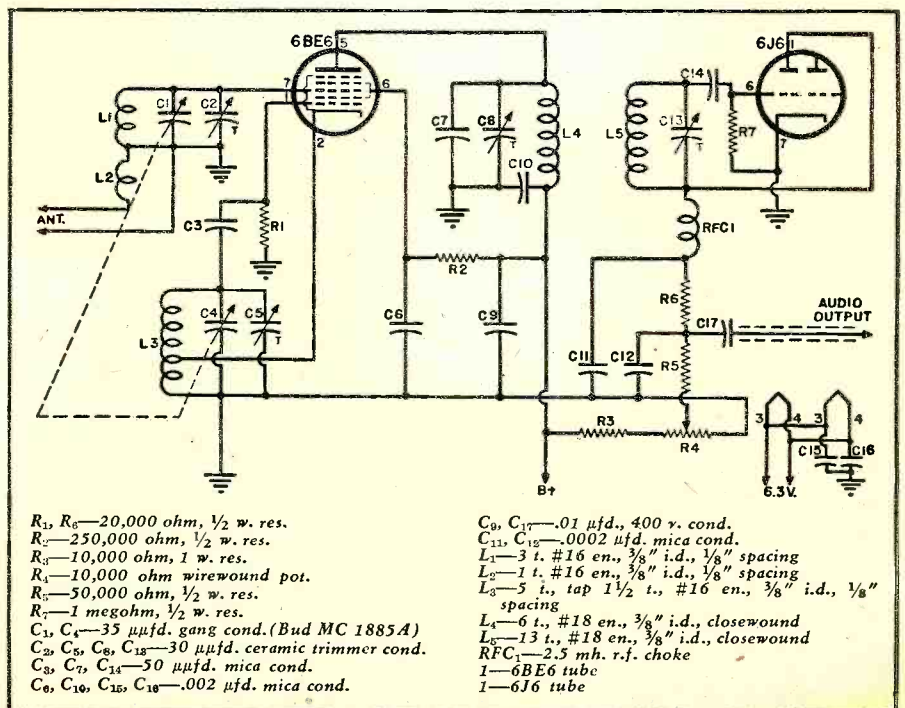 6BE6 5
6J6 1
7
6
2
L1
C1
C2
T
L2
ANT.
C3
R1
L3
C4
C5
T
C7
C8
T
C10
L4
C14
6
L5
C13
T
R7
7
RFC1
R2
C6
C9
R6
C17
AUDIO
OUTPUT
C11
C12
R5
R3
R4
3
4
3
4
C15
C16
B+
6.3V.
R₁, R₆—20,000 ohm, ½ w. res.
R₂—250,000 ohm, ½ w. res.
R₃—10,000 ohm, 1 w. res.
R₄—10,000 ohm wirewound pot.
R₅—50,000 ohm, ½ w. res.
R₇—1 megohm, ½ w. res.
C₁, C₄—35 μμfd. gang cond.(Bud MC 1885A)
C₂, C₅, C₈, C₁₃—30 μμfd. ceramic trimmer cond.
C₃, C₇, C₁₄—50 μμfd. mica cond.
C₆, C₁₀, C₁₅, C₁₆—.002 μfd. mica cond.
C₉, C₁₇—.01 μfd., 400 v. cond.
C₁₁, C₁₂—.0002 μfd. mica cond.
L₁—3 t. #16 en., ⅜" i.d., ⅛" spacing
L₂—1 t. #16 en., ⅜" i.d., ⅛" spacing
L₃—5 t., tap 1½ t., #16 en., ⅜" i.d., ⅛"
spacing
L₄—6 t., #18 en., ⅜" i.d., closewound
L₅—13 t., #18 en., ⅜" i.d., closewound
RFC₁—2.5 mh. r.f. choke
1—6BE6 tube
1—6J6 tube